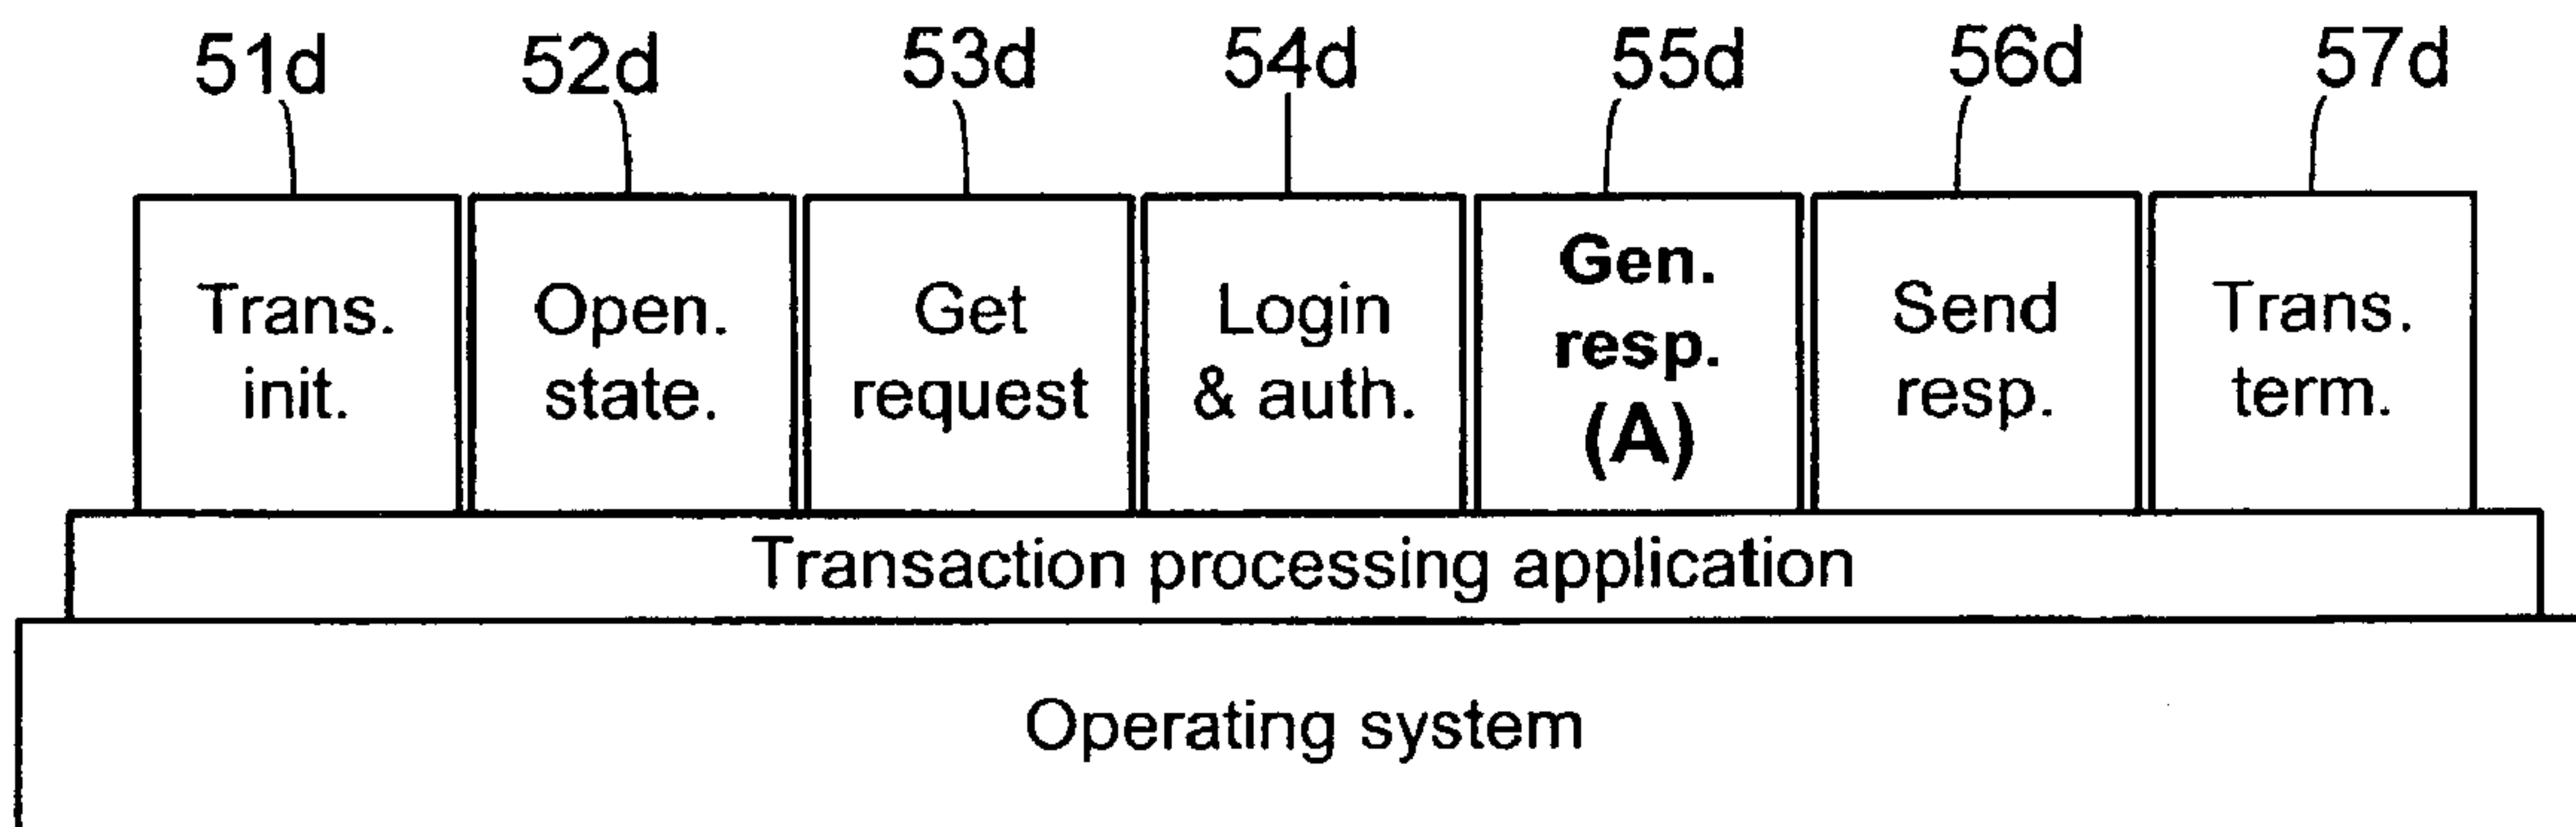 51d 52d 53d 54d 55d 56d 57d
Trans.
init.
Open.
state.
Get
request
Login
& auth.
Gen.
resp.
(A)
Send
resp.
Trans.
term.
Transaction processing application
Operating system